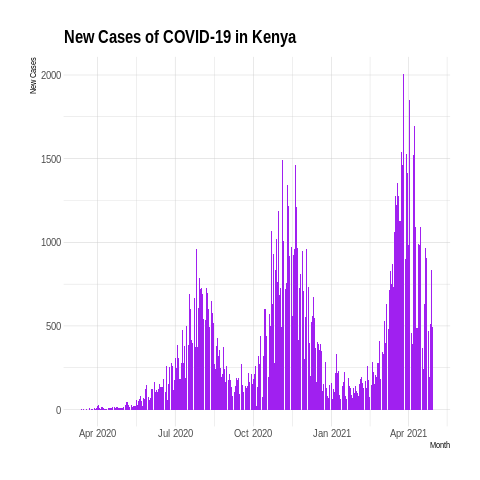 New Cases of COVID-19 in Kenya
New Cases
2000
1500
1000
500
0
Apr 2020 Jul 2020 Oct 2020 Jan 2021 Apr 2021
Month